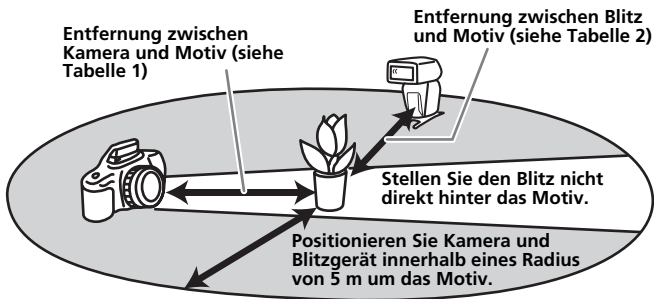 Entfernung zwischen
Kamera und Motiv (siehe
Tabelle 1)
Entfernung zwischen Blitz
und Motiv (siehe Tabelle 2)
Stellen Sie den Blitz nicht
direkt hinter das Motiv.
Positionieren Sie Kamera und
Blitzgerät innerhalb eines Radius
von 5 m um das Motiv.